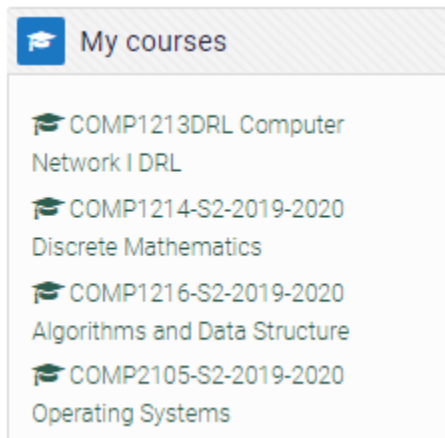 My courses
COMP1213DRL Computer
Network I DRL
COMP1214-S2-2019-2020
Discrete Mathematics
COMP1216-S2-2019-2020
Algorithms and Data Structure
COMP2105-S2-2019-2020
Operating Systems